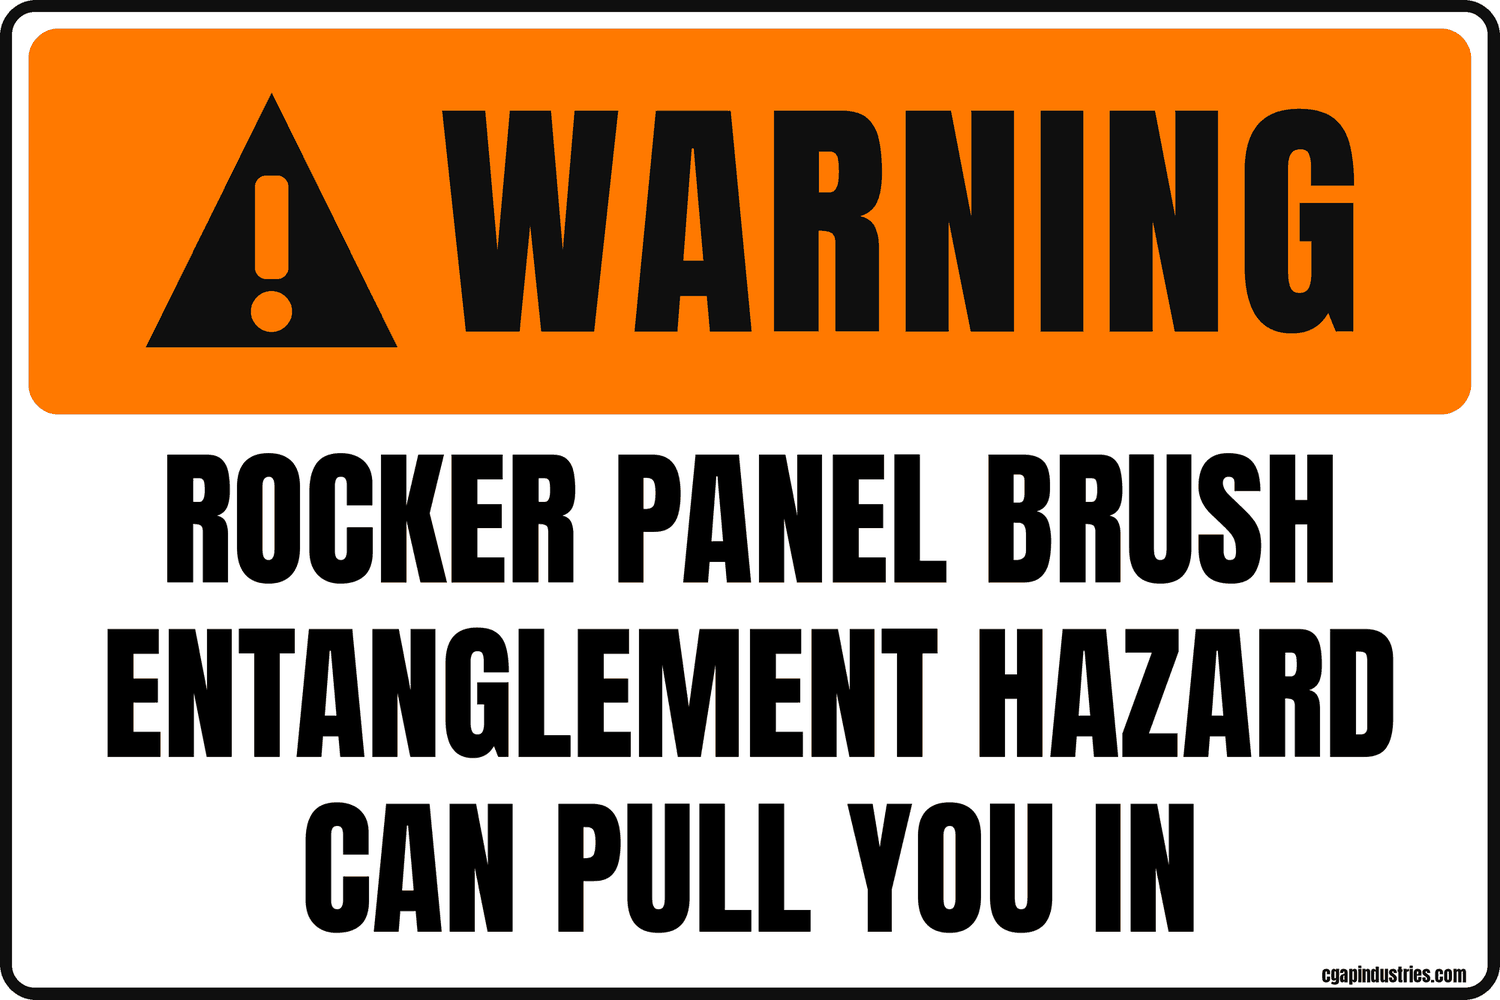 WARNING
ROCKER PANEL BRUSH
ENTANGLEMENT HAZARD
CAN PULL YOU IN
cgapindustries.com